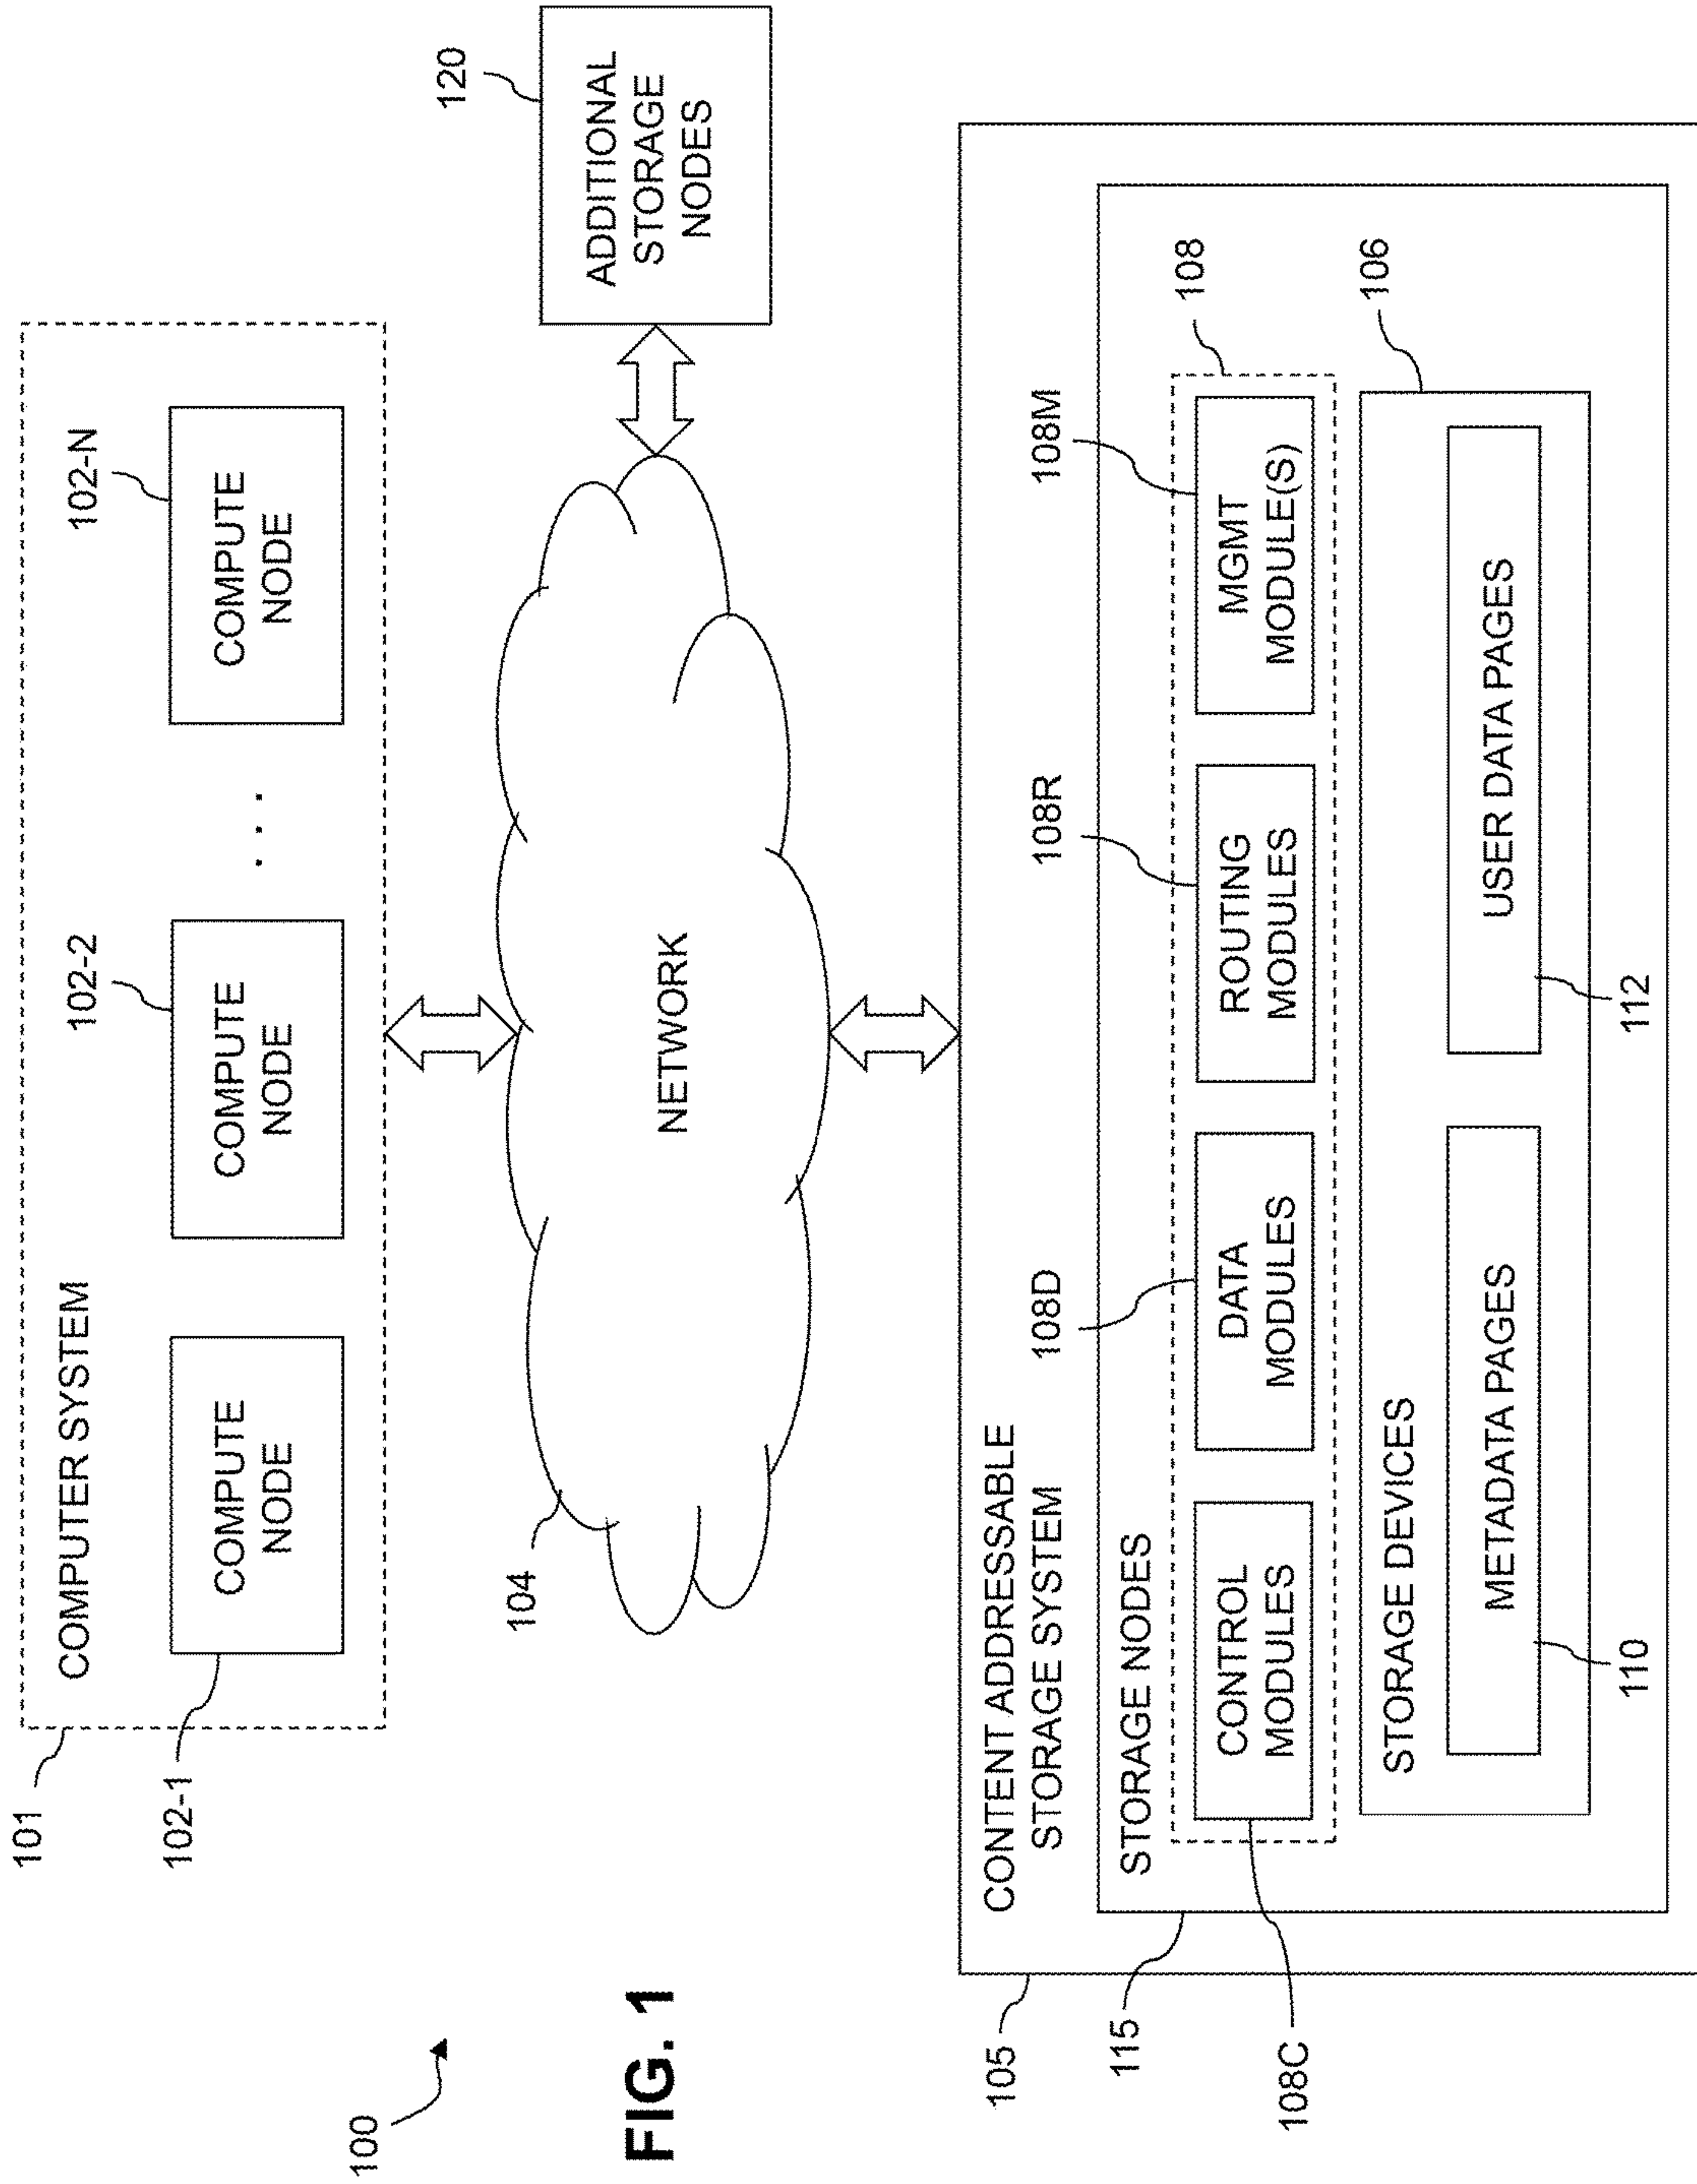 100
FIG. 1
101
COMPUTER SYSTEM
102-1
COMPUTE
NODE
102-2
COMPUTE
NODE
. . .
102-N
COMPUTE
NODE
104
NETWORK
120
ADDITIONAL
STORAGE
NODES
105
CONTENT ADDRESSABLE
STORAGE SYSTEM
115
STORAGE NODES
108C
CONTROL
MODULES
108D
DATA
MODULES
108R
ROUTING
MODULES
108M
MGMT
MODULE(S)
108
STORAGE DEVICES
106
METADATA PAGES
110
USER DATA PAGES
112